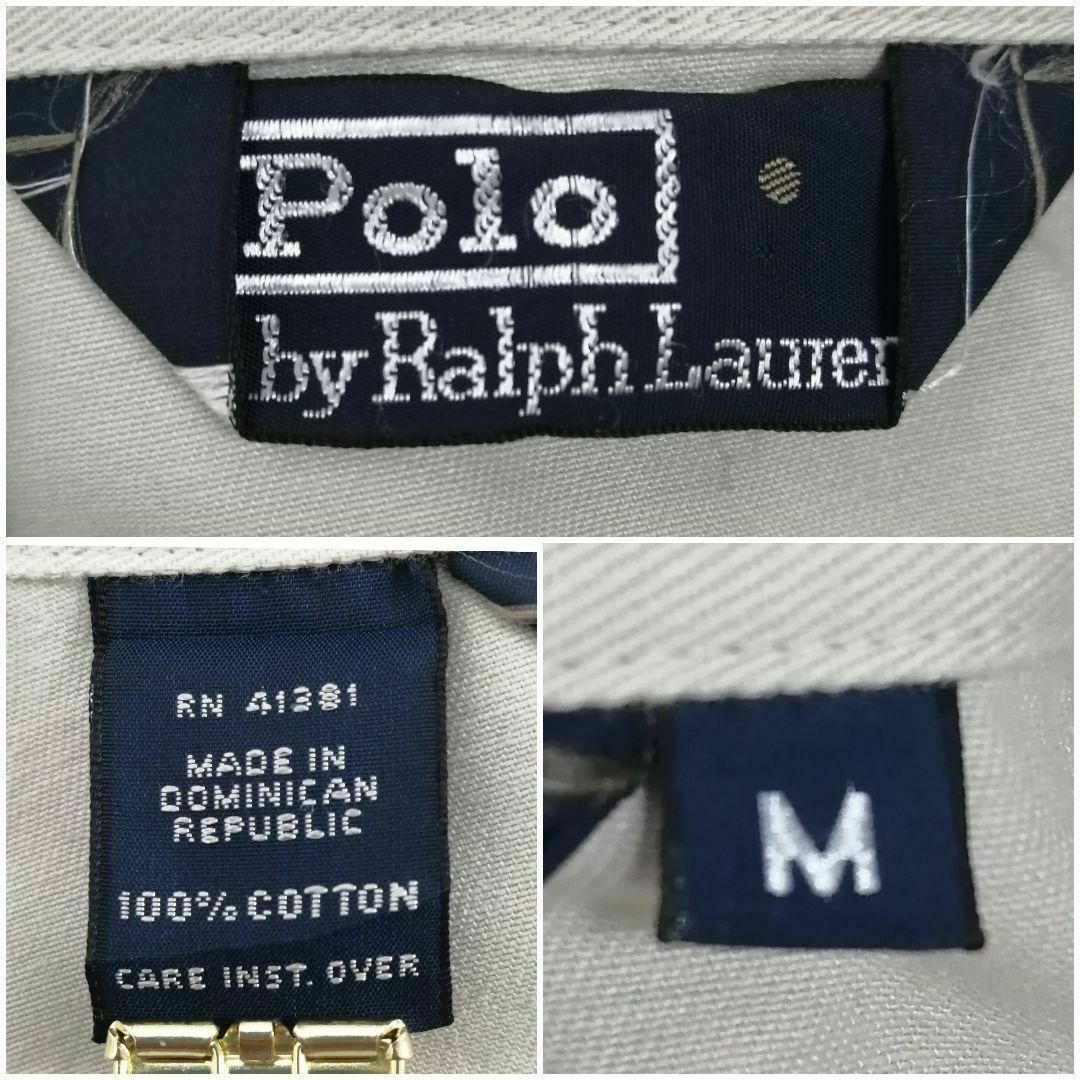 Polo
by Ralph Lauren
RN 41381
MADE IN
DOMINICAN
REPUBLIC
100% COTTON
CARE INST. OVER
M